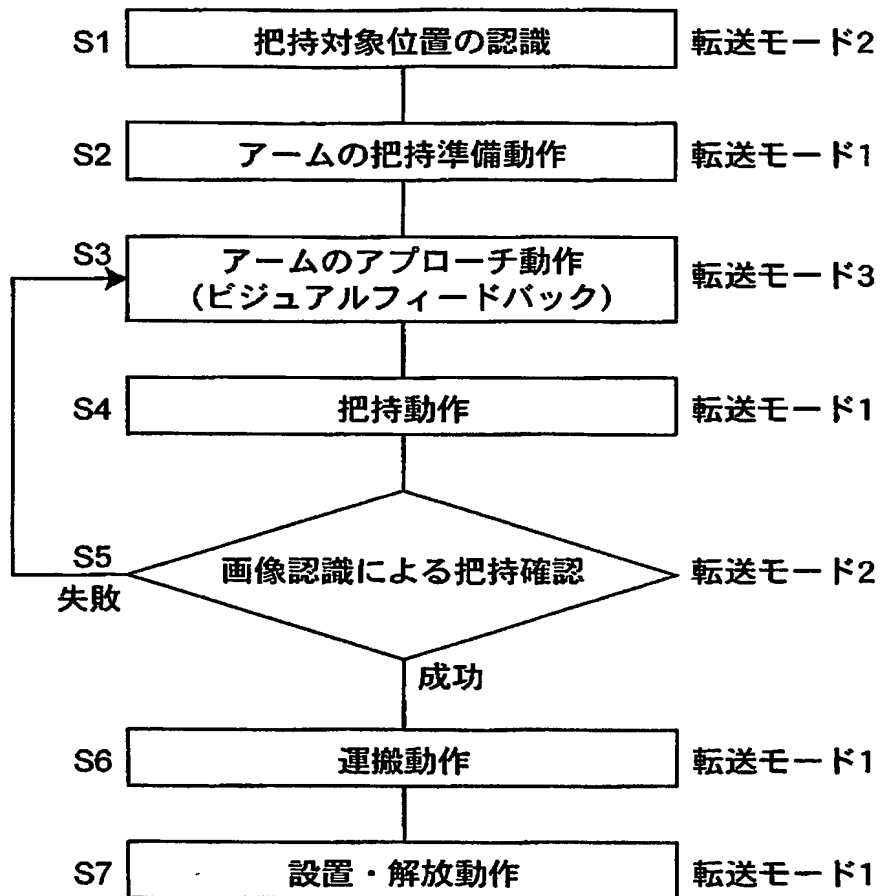 S1 把持対象位置の認識 転送モード2
S2 アームの把持準備動作 転送モード1
S3 アームのアプローチ動作
(ビジュアルフィードバック) 転送モード3
S4 把持動作 転送モード1
S5 画像認識による把持確認 転送モード2
失敗
成功
S6 運搬動作 転送モード1
S7 設置・解放動作 転送モード1